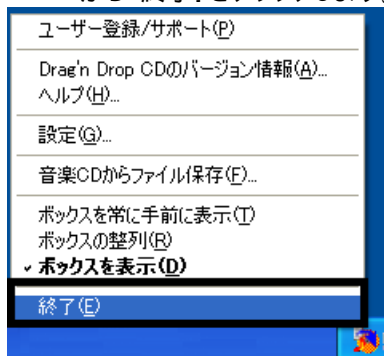 ユーザー登録/サポート(P)
Drag'n Drop CDのバージョン情報(A)...
ヘルプ(H)...
設定(G)...
音楽CDからファイル保存(F)...
ボックスを常に手前に表示(T)
ボックスの整列(R)
ボックスを表示(D)
終了(E)